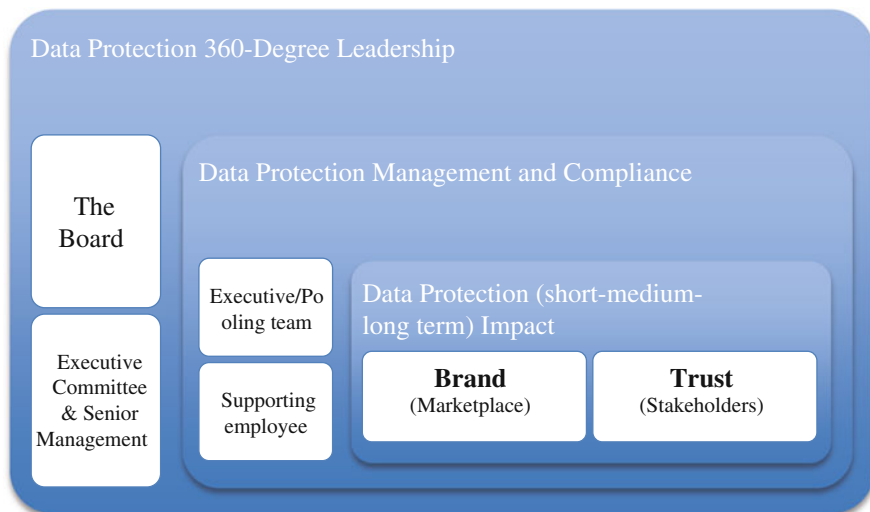 Data Protection 360-Degree Leadership
The
Board
Executive
Committee
& Senior
Management
Data Protection Management and Compliance
Executive/Po
oling team
Supporting
employee
Data Protection (short-medium-
long term) Impact
Brand
(Marketplace)
Trust
(Stakeholders)